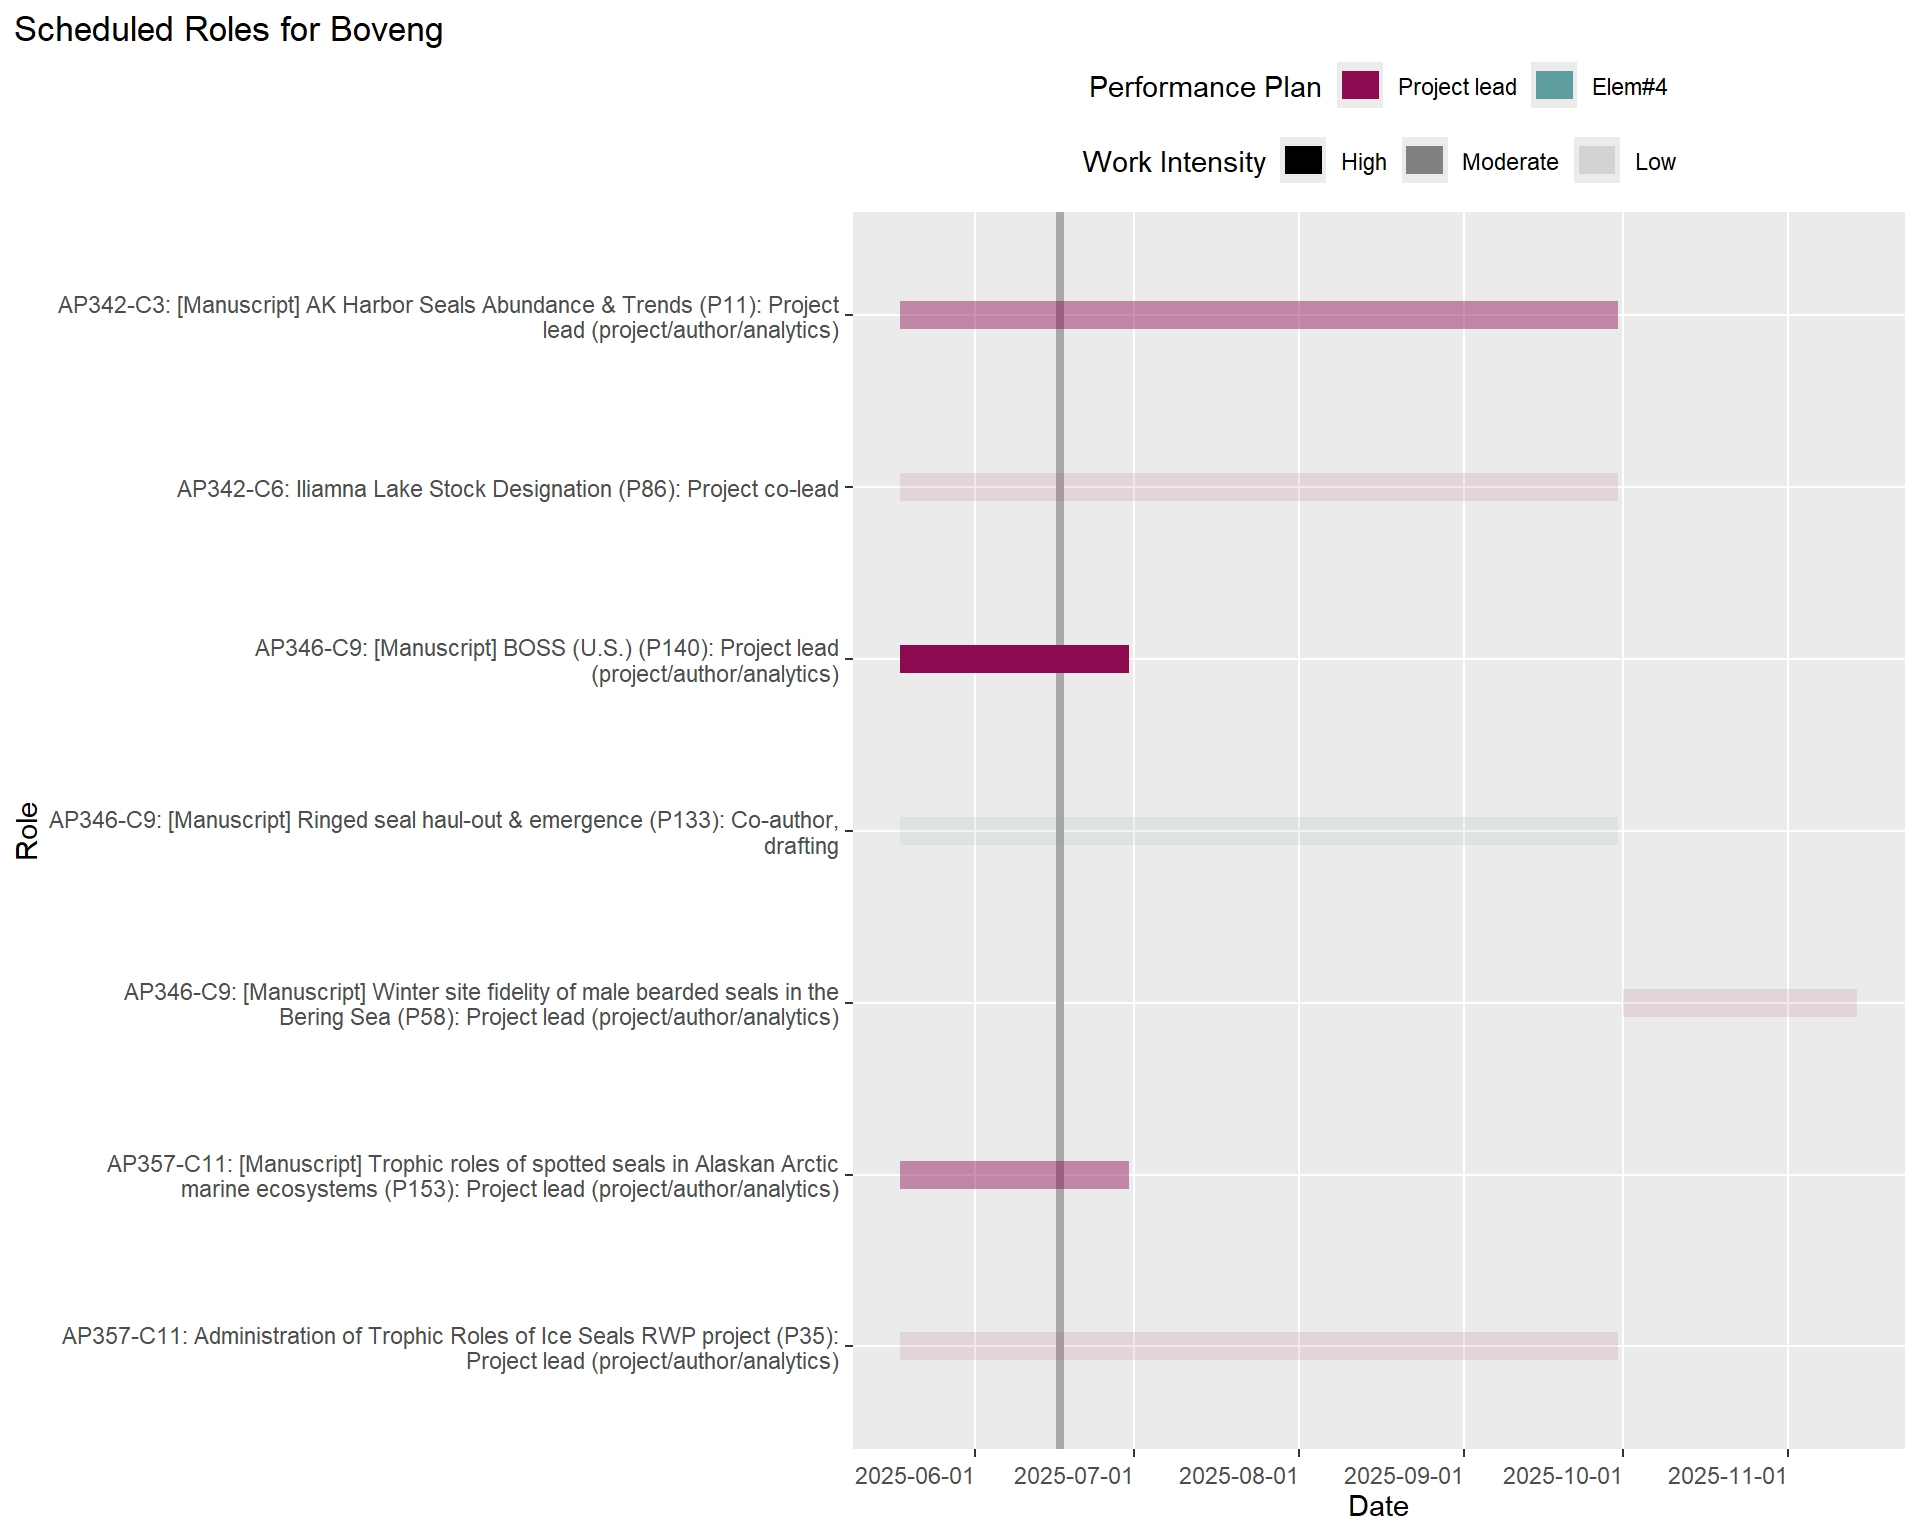 Scheduled Roles for Boveng
Performance Plan Project lead Elem#4
Work Intensity High Moderate Low
AP342-C3: [Manuscript] AK Harbor Seals Abundance & Trends (P11): Project
lead (project/author/analytics)
AP342-C6: Iliamna Lake Stock Designation (P86): Project co-lead
AP346-C9: [Manuscript] BOSS (U.S.) (P140): Project lead
(project/author/analytics)
Role
AP346-C9: [Manuscript] Ringed seal haul-out & emergence (P133): Co-author,
drafting
AP346-C9: [Manuscript] Winter site fidelity of male bearded seals in the
Bering Sea (P58): Project lead (project/author/analytics)
AP357-C11: [Manuscript] Trophic roles of spotted seals in Alaskan Arctic
marine ecosystems (P153): Project lead (project/author/analytics)
AP357-C11: Administration of Trophic Roles of Ice Seals RWP project (P35):
Project lead (project/author/analytics)
2025-06-01 2025-07-01 2025-08-01 2025-09-01 2025-10-01 2025-11-01
Date